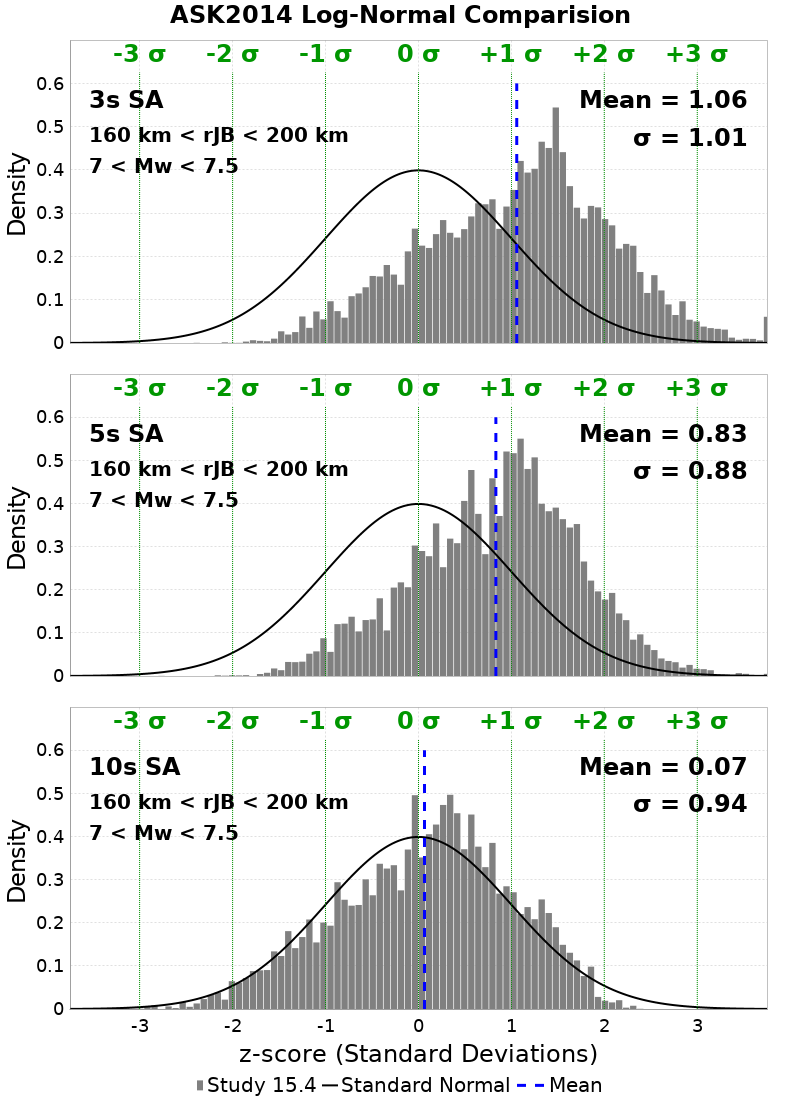 ASK2014 Log-Normal Comparision
-3 σ -2 σ -1 σ 0 σ +1 σ +2 σ +3 σ
0.6
3s SA Mean = 1.06
0.5
160 km < rJB < 200 km σ = 1.01
7 < Mw < 7.5
0.4
Density
0.3
0.2
0.1
0
-3 σ -2 σ -1 σ 0 σ +1 σ +2 σ +3 σ
0.6
5s SA Mean = 0.83
0.5
160 km < rJB < 200 km σ = 0.88
7 < Mw < 7.5
0.4
Density
0.3
0.2
0.1
0
-3 σ -2 σ -1 σ 0 σ +1 σ +2 σ +3 σ
0.6
10s SA Mean = 0.07
0.5
160 km < rJB < 200 km σ = 0.94
7 < Mw < 7.5
0.4
Density
0.3
0.2
0.1
0
-3 -2 -1 0 1 2 3
z-score (Standard Deviations)
Study 15.4 Standard Normal Mean